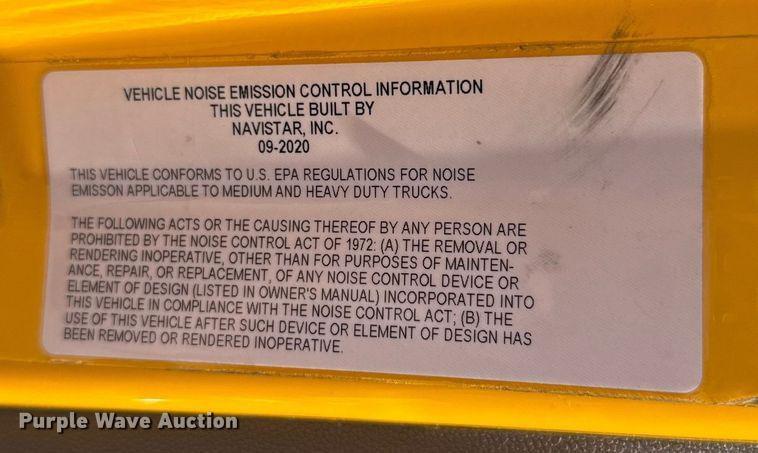 VEHICLE NOISE EMISSION CONTROL INFORMATION
THIS VEHICLE BUILT BY
NAVISTAR, INC.
09-2020
THIS VEHICLE CONFORMS TO U.S. EPA REGULATIONS FOR NOISE
EMISSON APPLICABLE TO MEDIUM AND HEAVY DUTY TRUCKS.
THE FOLLOWING ACTS OR THE CAUSING THEREOF BY ANY PERSON ARE
PROHIBITED BY THE NOISE CONTROL ACT OF 1972: (A) THE REMOVAL OR
RENDERING INOPERATIVE, OTHER THAN FOR PURPOSES OF MAINTEN-
ANCE, REPAIR, OR REPLACEMENT, OF ANY NOISE CONTROL DEVICE OR
ELEMENT OF DESIGN (LISTED IN OWNER'S MANUAL) INCORPORATED INTO
THIS VEHICLE IN COMPLIANCE WITH THE NOISE CONTROL ACT; (B) THE
USE OF THIS VEHICLE AFTER SUCH DEVICE OR ELEMENT OF DESIGN HAS
BEEN REMOVED OR RENDERED INOPERATIVE.
Purple Wave Auction